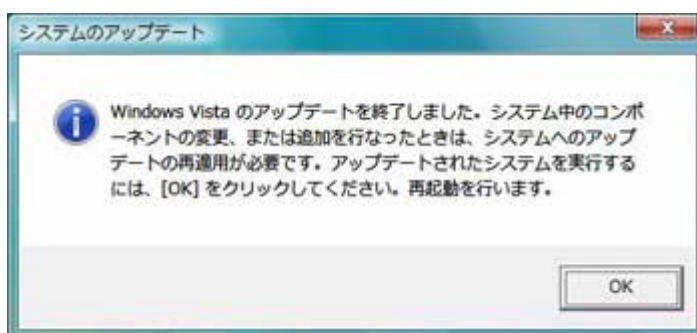 システムのアップデート
Windows Vista のアップデートを終了しました。システム中のコンポ
ーネントの変更、または追加を行なったときは、システムへのアップ
デートの再適用が必要です。アップデートされたシステムを実行する
には、[OK] をクリックしてください。再起動を行います。
OK